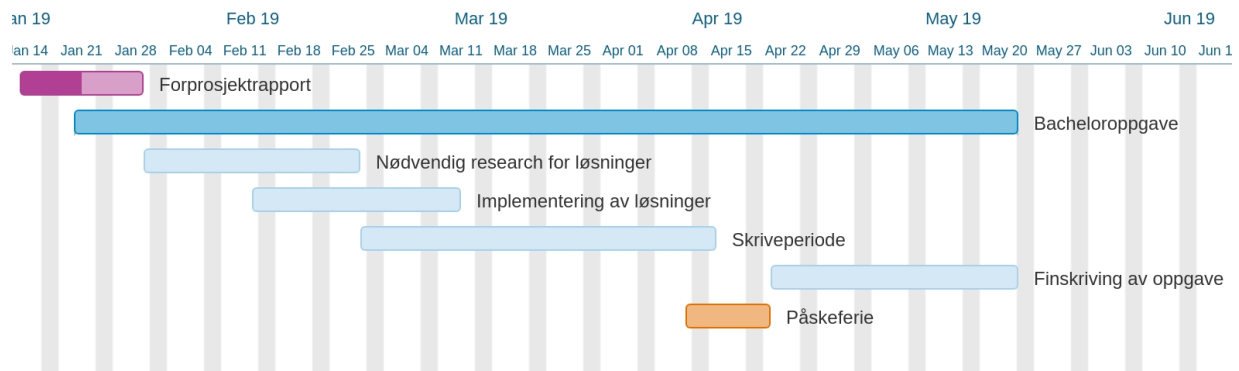 an 19 Feb 19 Mar 19 Apr 19 May 19 Jun 19
Jan 14 Jan 21 Jan 28 Feb 04 Feb 11 Feb 18 Feb 25 Mar 04 Mar 11 Mar 18 Mar 25 Apr 01 Apr 08 Apr 15 Apr 22 Apr 29 May 06 May 13 May 20 May 27 Jun 03 Jun 10 Jun 1
Forprosjektrapport
Bacheloroppgave
Nødvendig research for løsninger
Implementering av løsninger
Skriveperiode
Finskriving av oppgave
Påskeferie